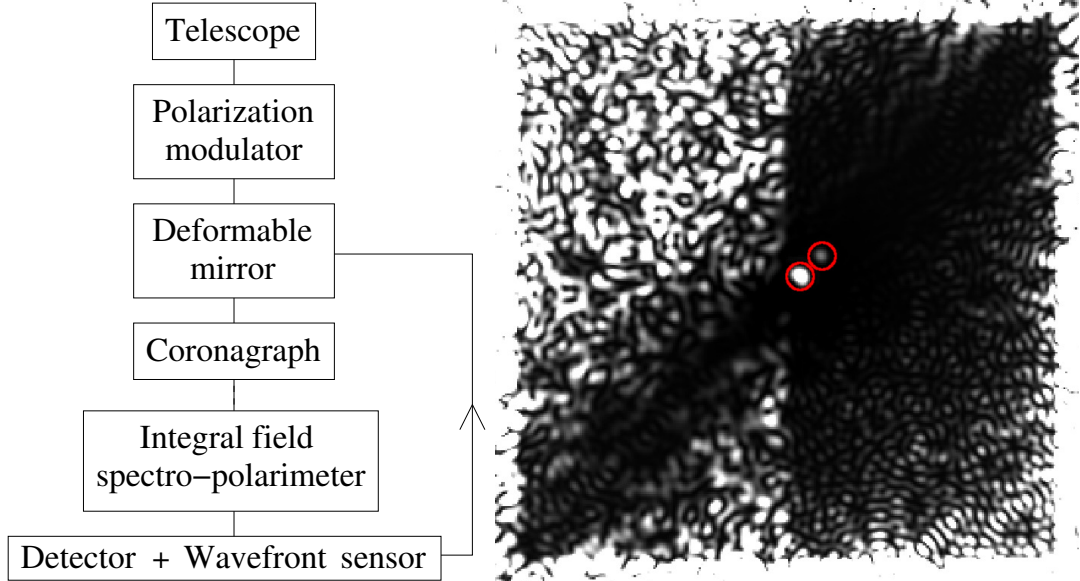 Telescope
Polarization
modulator
Deformable
mirror
Coronagraph
Integral field
spectro−polarimeter
Detector + Wavefront sensor